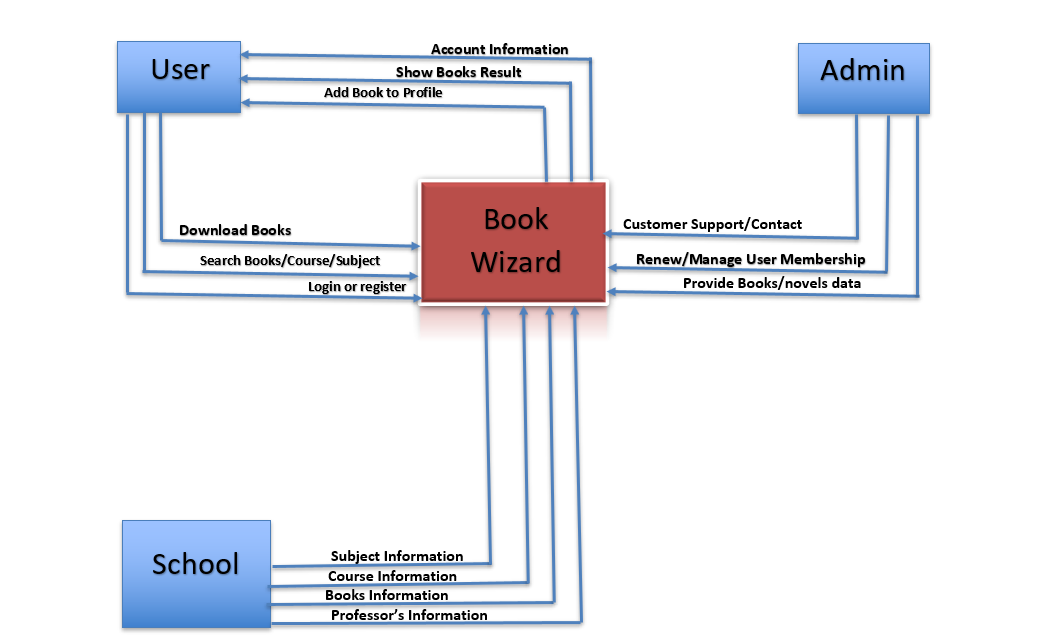 User
Account Information
Show Books Result
Add Book to Profile
Admin
Book
Wizard
Download Books
Search Books/Course/Subject
Login or register
Customer Support/Contact
Renew/Manage User Membership
Provide Books/novels data
School
Subject Information
Course Information
Books Information
Professor's Information